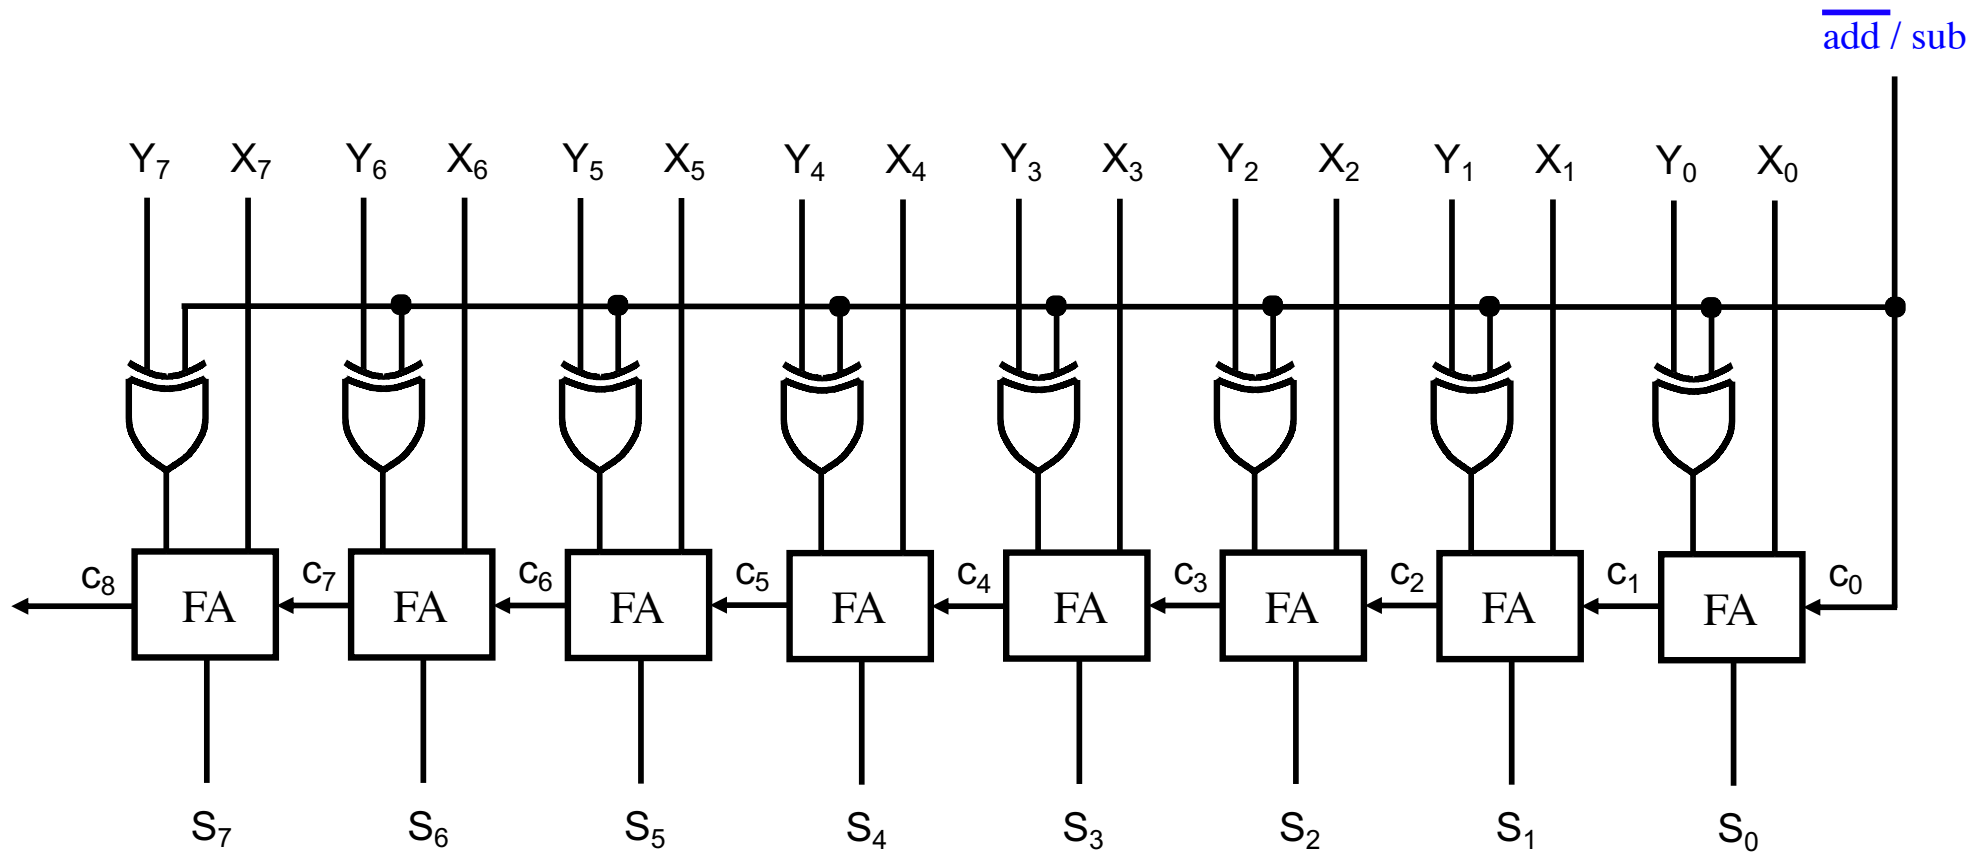 add / sub
Y7 X7 Y6 X6 Y5 X5 Y4 X4 Y3 X3 Y2 X2 Y1 X1 Y0 X0
c8 FA c7 FA c6 FA c5 FA c4 FA c3 FA c2 FA c1 FA c0
S7 S6 S5 S4 S3 S2 S1 S0